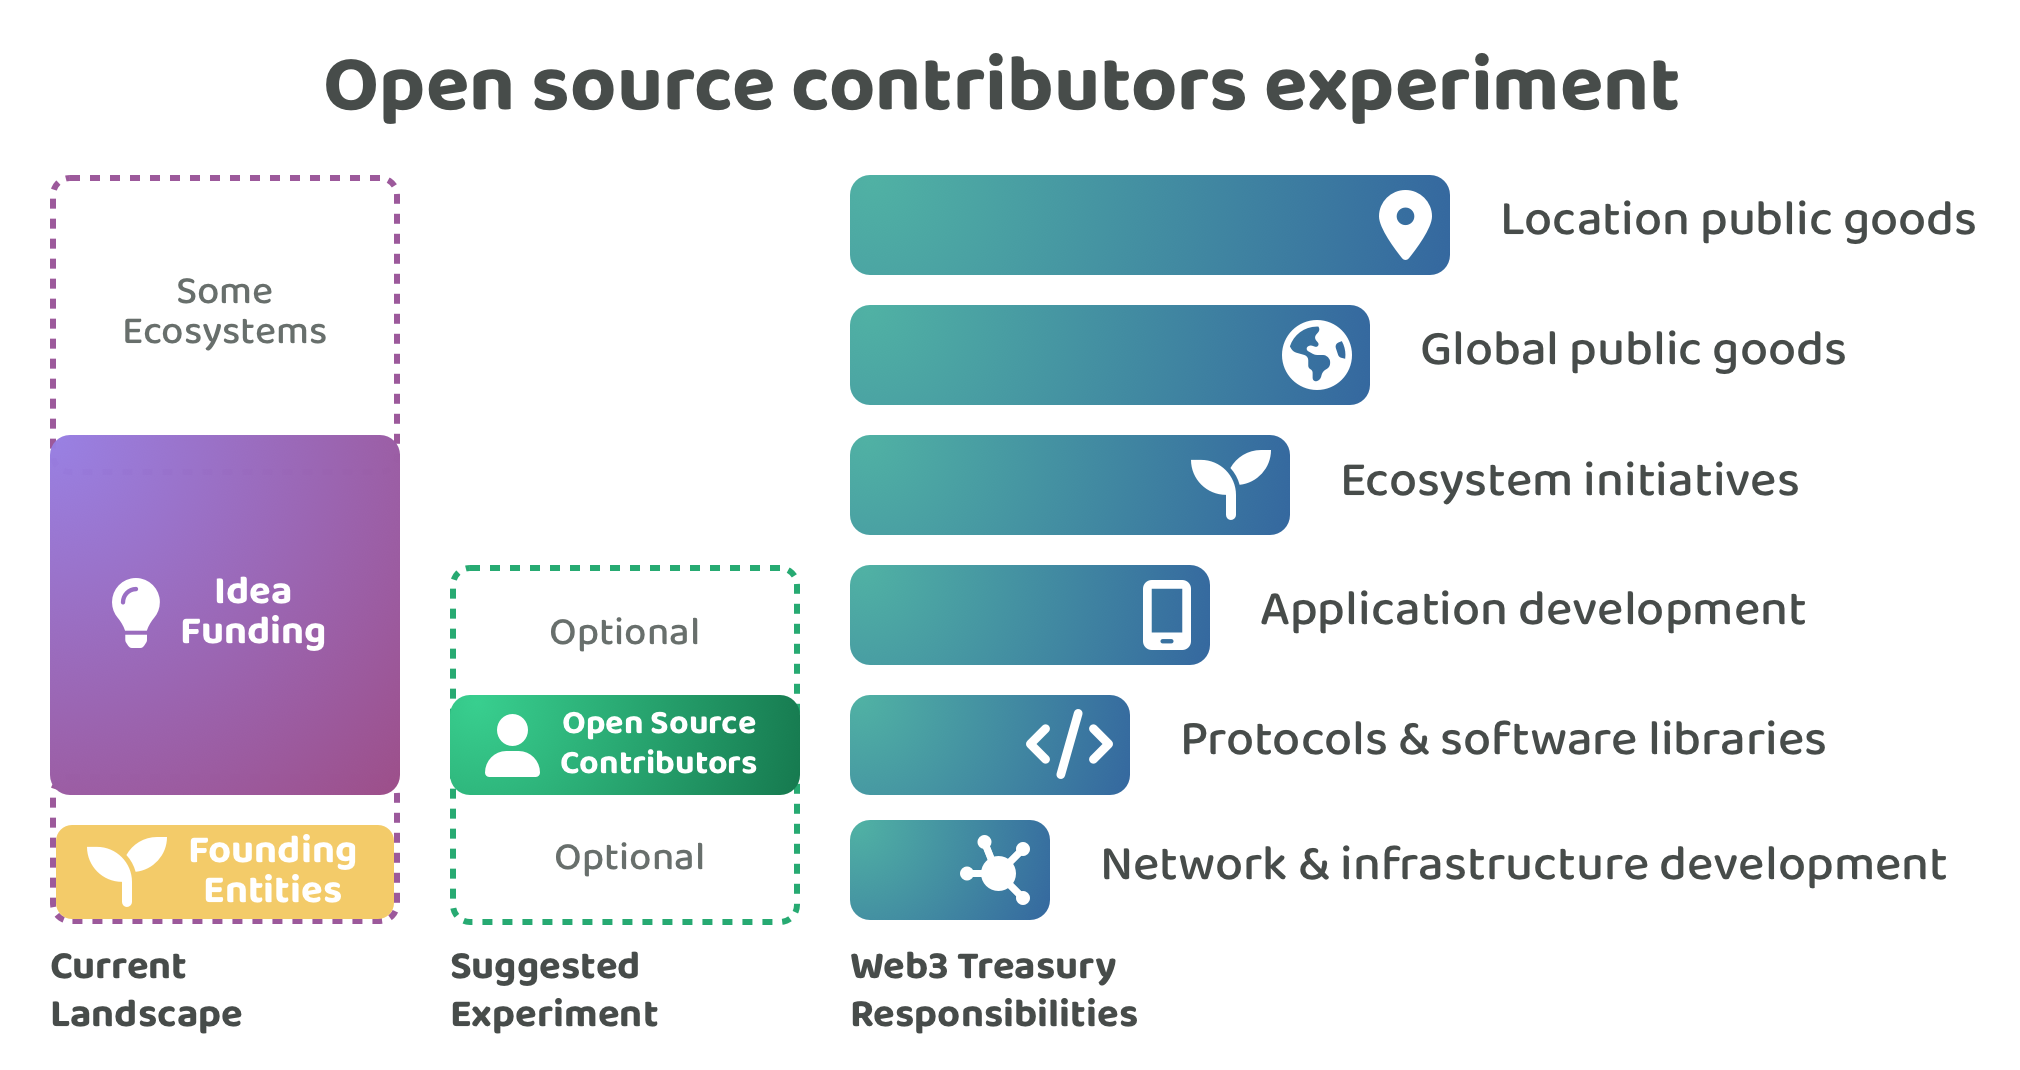 Open source contributors experiment
Some
Ecosystems
Idea
Funding
Founding
Entities
Current
Landscape
Optional
Open Source
Contributors
Optional
Suggested
Experiment
Location public goods
Global public goods
Ecosystem initiatives
Application development
Protocols & software libraries
Network & infrastructure development
Web3 Treasury
Responsibilities